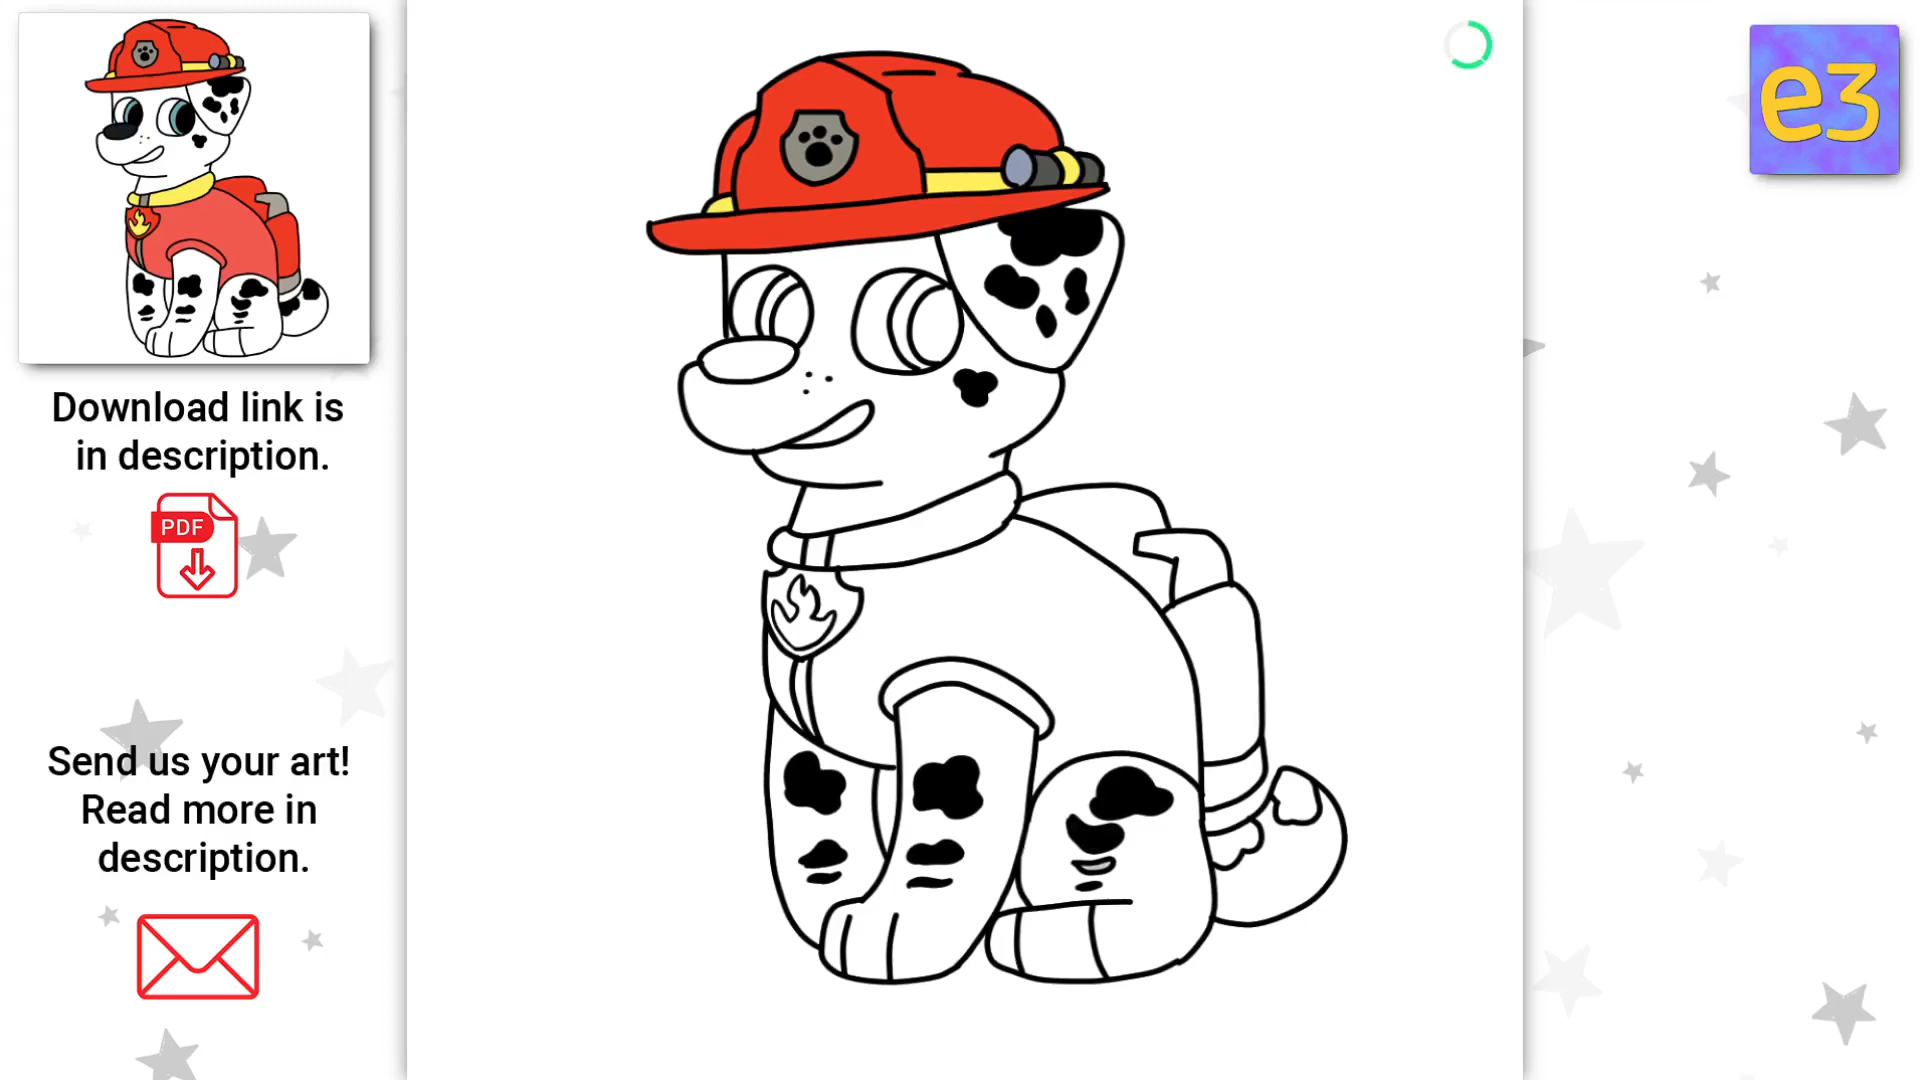 Download link is
in description.
PDF
Send us your art!
Read more in
description.
e3